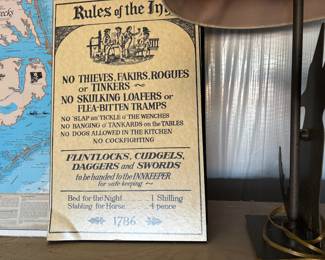 Rules of the Inn
NO THIEVES, FAKIRS, ROGUES
or TINKERS ~
NO SKULKING LOAFERS or
FLEA-BITTEN TRAMPS
NO 'SLAP an' TICKLE o' THE WENCHES
NO BANGING o' TANKARDS on the TABLES
NO DOGS ALLOWED IN THE KITCHEN
NO COCKFIGHTING
FLINTLOCKS, CUDGELS,
DAGGERS and SWORDS
to be handed to the INNKEEPER
for safe-keeping ~
Bed for the Night 1 Shilling
Stabling for Horse 4 pence
1786